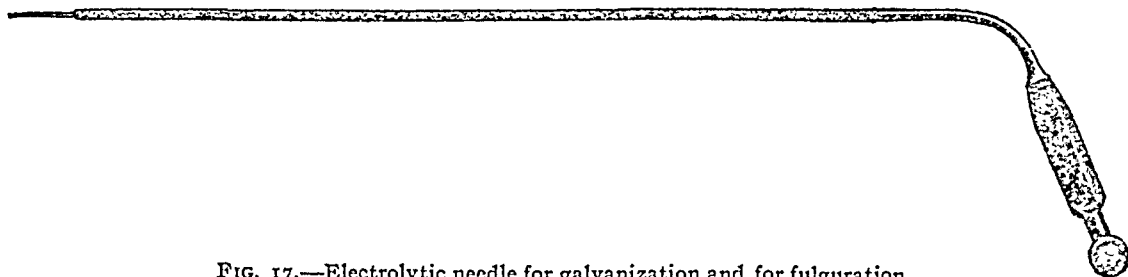 FIG. 17.—Electrolytic needle for galvanization and for fulguration